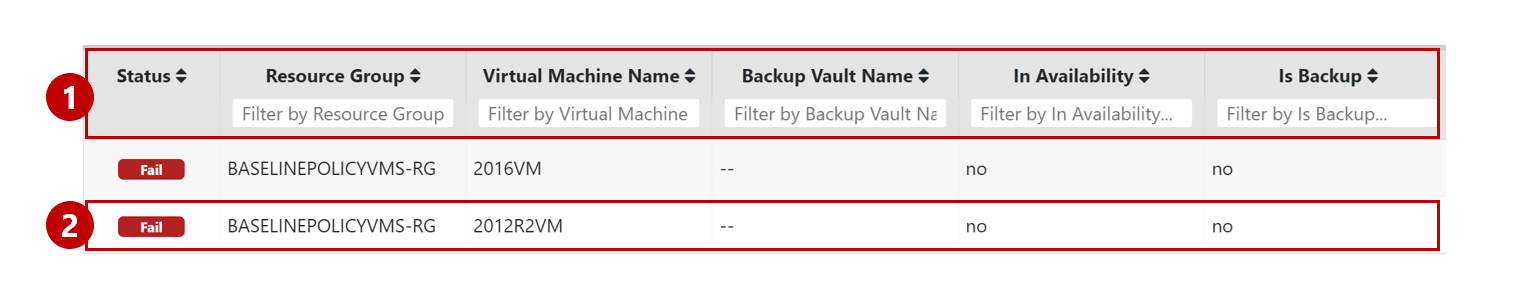 1
Status Resource Group Virtual Machine Name Backup Vault Name In Availability Is Backup
Filter by Resource Group Filter by Virtual Machine Filter by Backup Vault Na Filter by In Availability... Filter by Is Backup...
Fail BASELINEPOLICYVMS-RG 2016VM -- no no
2
Fail BASELINEPOLICYVMS-RG 2012R2VM -- no no